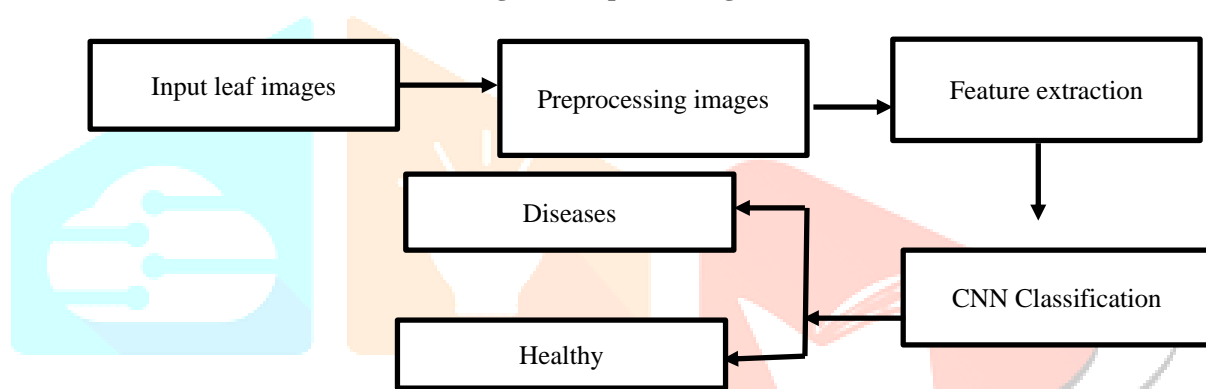 Input leaf images
Preprocessing images
Feature extraction
Diseases
CNN Classification
Healthy